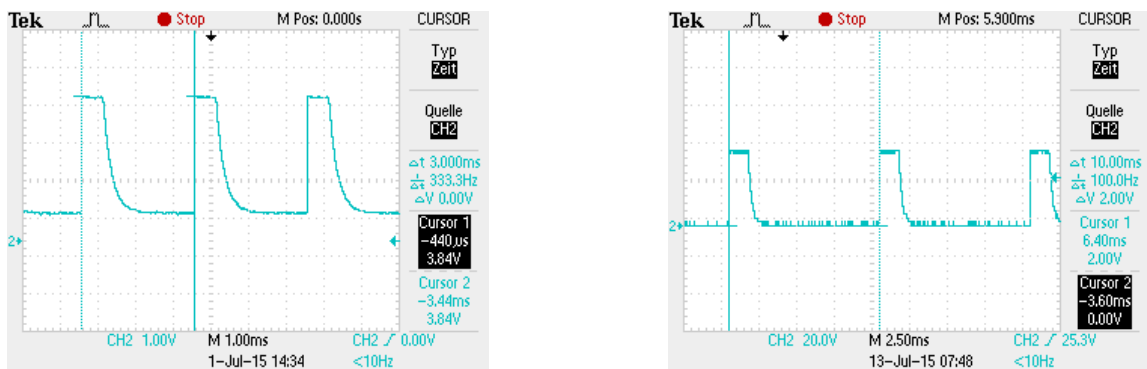 Tek Stop M Pos: 0.000s CURSOR
Typ
Zeit
Quelle
CH2
Δt 3.000ms
1/Δt 333.3Hz
ΔV 0.00V
Cursor 1
-440µs
3.84V
Cursor 2
-3.44ms
3.84V
2
CH2 1.00V M 1.00ms CH2 ∕ 0.00V
1-Jul-15 14:34 <10Hz
Tek Stop M Pos: 5.900ms CURSOR
Typ
Zeit
Quelle
CH2
Δt 10.00ms
1/Δt 100.0Hz
ΔV 2.00V
Cursor 1
6.40ms
2.00V
Cursor 2
-3.60ms
0.00V
2
CH2 20.0V M 2.50ms CH2 ∕ 25.3V
13-Jul-15 07:48 <10Hz